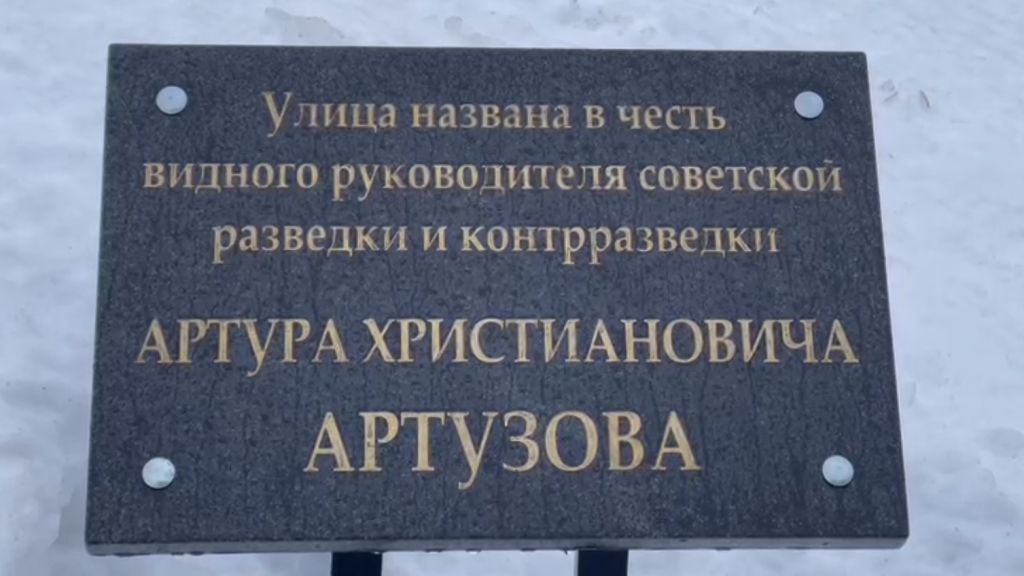 Улица названа в честь
видного руководителя советской
разведки и контрразведки
АРТУРА ХРИСТИАНОВИЧА
АРТУЗОВА